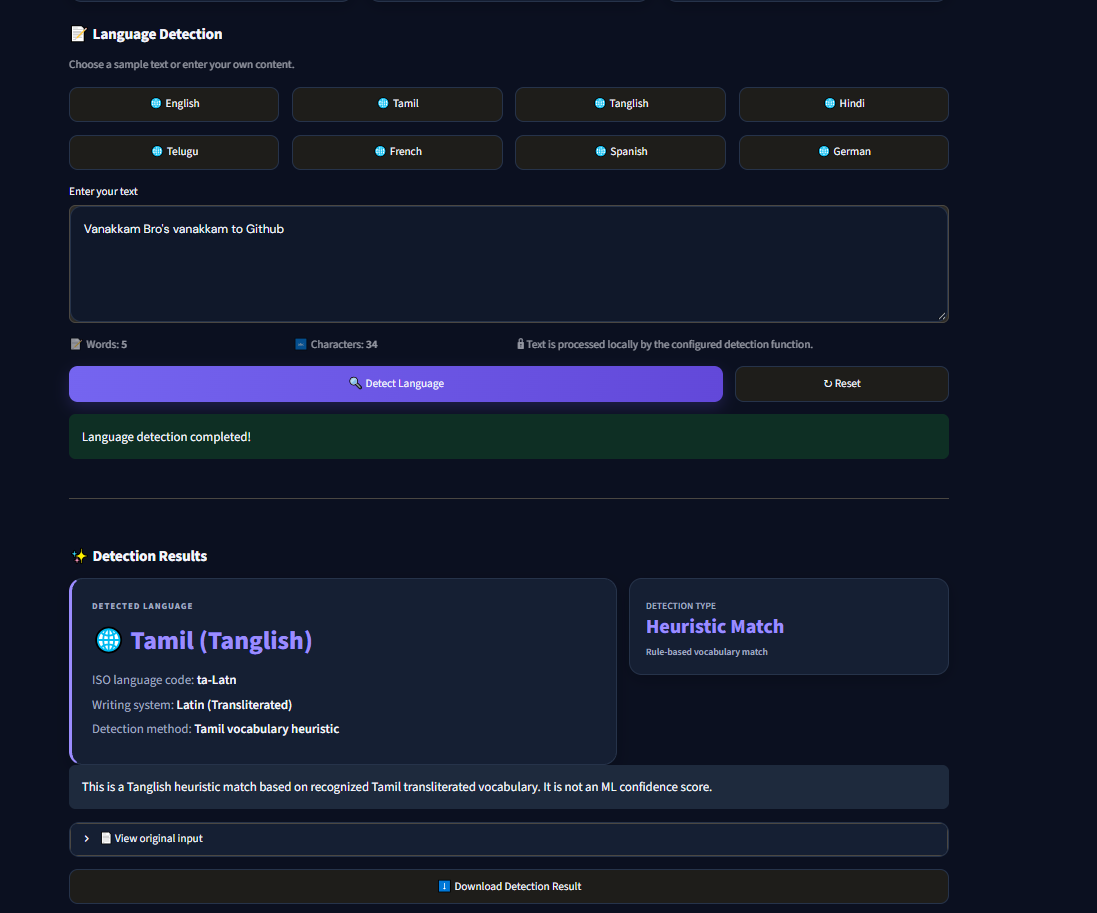 📝 Language Detection
Choose a sample text or enter your own content.
🌐 English 🌐 Tamil 🌐 Tanglish 🌐 Hindi
🌐 Telugu 🌐 French 🌐 Spanish 🌐 German
Enter your text
Vanakkam Bro's vanakkam to Github
Words: 5 Characters: 34 Text is processed locally by the configured detection function.
🔍 Detect Language ↻ Reset
Language detection completed!
✨ Detection Results
DETECTED LANGUAGE
🌐 Tamil (Tanglish)
ISO language code: ta-Latn
Writing system: Latin (Transliterated)
Detection method: Tamil vocabulary heuristic
DETECTION TYPE
Heuristic Match
Rule-based vocabulary match
This is a Tanglish heuristic match based on recognized Tamil transliterated vocabulary. It is not an ML confidence score.
View original input
Download Detection Result